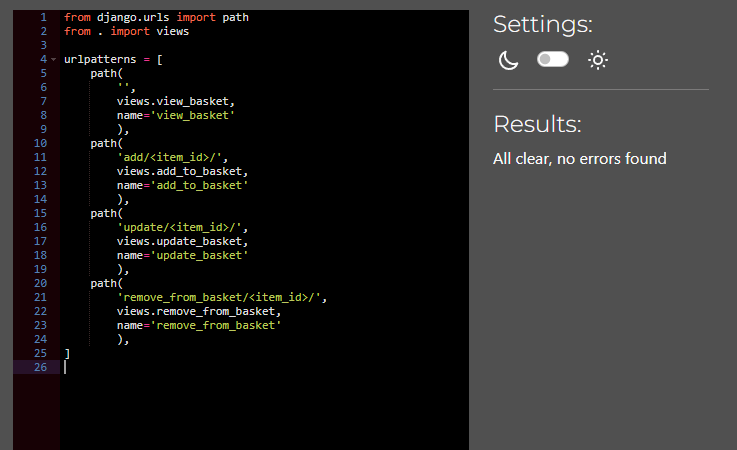 1 from django.urls import path
2 from . import views
3
4 urlpatterns = [
5     path(
6         '',
7         views.view_basket,
8         name='view_basket'
9         ),
10     path(
11         'add/<item_id>/',
12         views.add_to_basket,
13         name='add_to_basket'
14         ),
15     path(
16         'update/<item_id>/',
17         views.update_basket,
18         name='update_basket'
19         ),
20     path(
21         'remove_from_basket/<item_id>/',
22         views.remove_from_basket,
23         name='remove_from_basket'
24         ),
25 ]
26
Settings:
Results:
All clear, no errors found